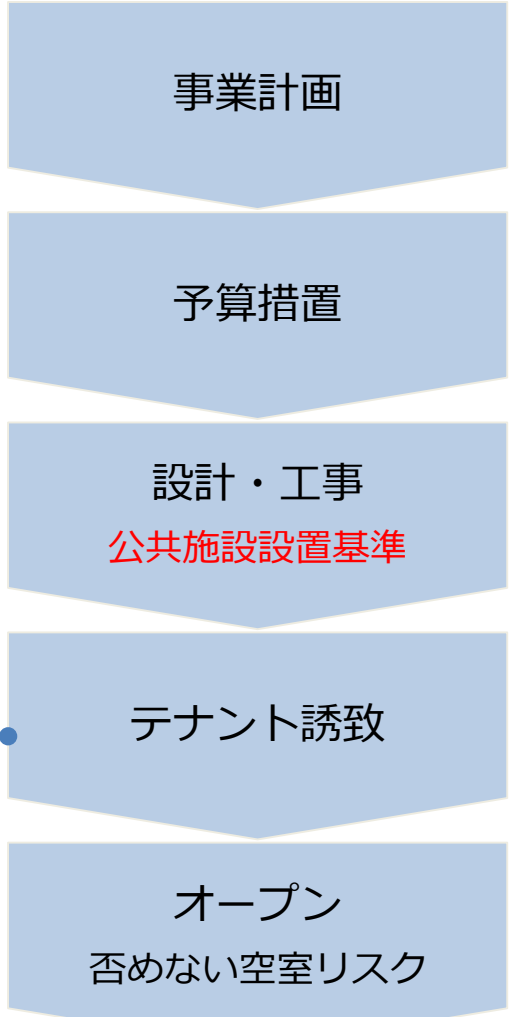 事業計画
予算措置
設計・工事
公共施設設置基準
テナント誘致
オープン
否めない空室リスク